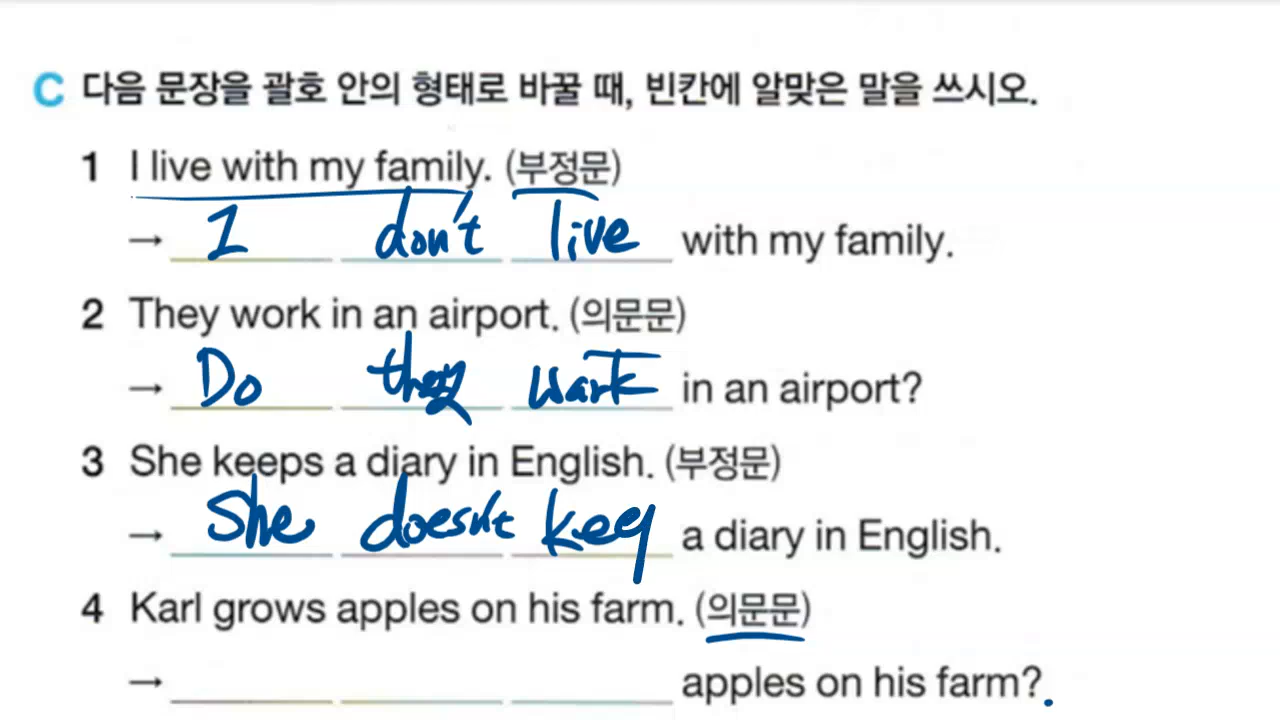 C 다음 문장을 괄호 안의 형태로 바꿀 때, 빈칸에 알맞은 말을 쓰시오.
1 I live with my family. (부정문)
→ I don't live with my family.
2 They work in an airport. (의문문)
→ Do they work in an airport?
3 She keeps a diary in English. (부정문)
→ She doesn't keep a diary in English.
4 Karl grows apples on his farm. (의문문)
→ apples on his farm?